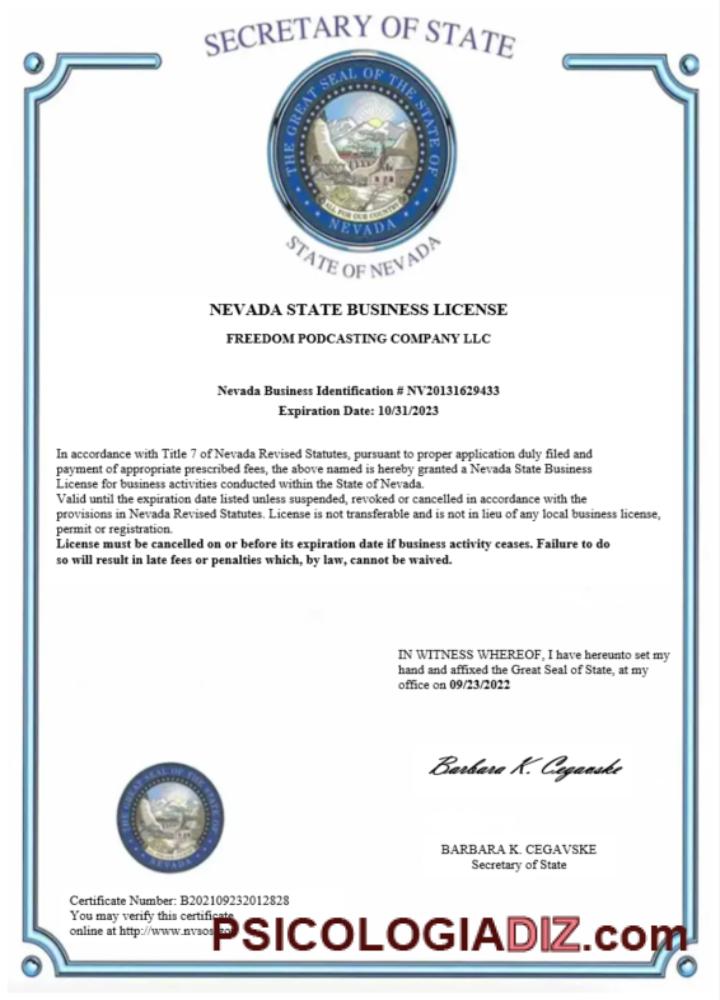 SECRETARY OF STATE
THE GREAT SEAL OF THE STATE OF
ALL FOR OUR COUNTRY
NEVADA
STATE OF NEVADA
NEVADA STATE BUSINESS LICENSE
FREEDOM PODCASTING COMPANY LLC
Nevada Business Identification # NV20131629433
Expiration Date: 10/31/2023
In accordance with Title 7 of Nevada Revised Statutes, pursuant to proper application duly filed and
payment of appropriate prescribed fees, the above named is hereby granted a Nevada State Business
License for business activities conducted within the State of Nevada.
Valid until the expiration date listed unless suspended, revoked or cancelled in accordance with the
provisions in Nevada Revised Statutes. License is not transferable and is not in lieu of any local business license,
permit or registration.
License must be cancelled on or before its expiration date if business activity ceases. Failure to do
so will result in late fees or penalties which, by law, cannot be waived.
IN WITNESS WHEREOF, I have hereunto set my
hand and affixed the Great Seal of State, at my
office on 09/23/2022
Barbara K. Cegavske
BARBARA K. CEGAVSKE
Secretary of State
THE GREAT SEAL OF THE STATE OF
NEVADA
Certificate Number: B202109232012828
You may verify this certificate
online at http://www.nvsos.gov
PSICOLOGIADIZ.com